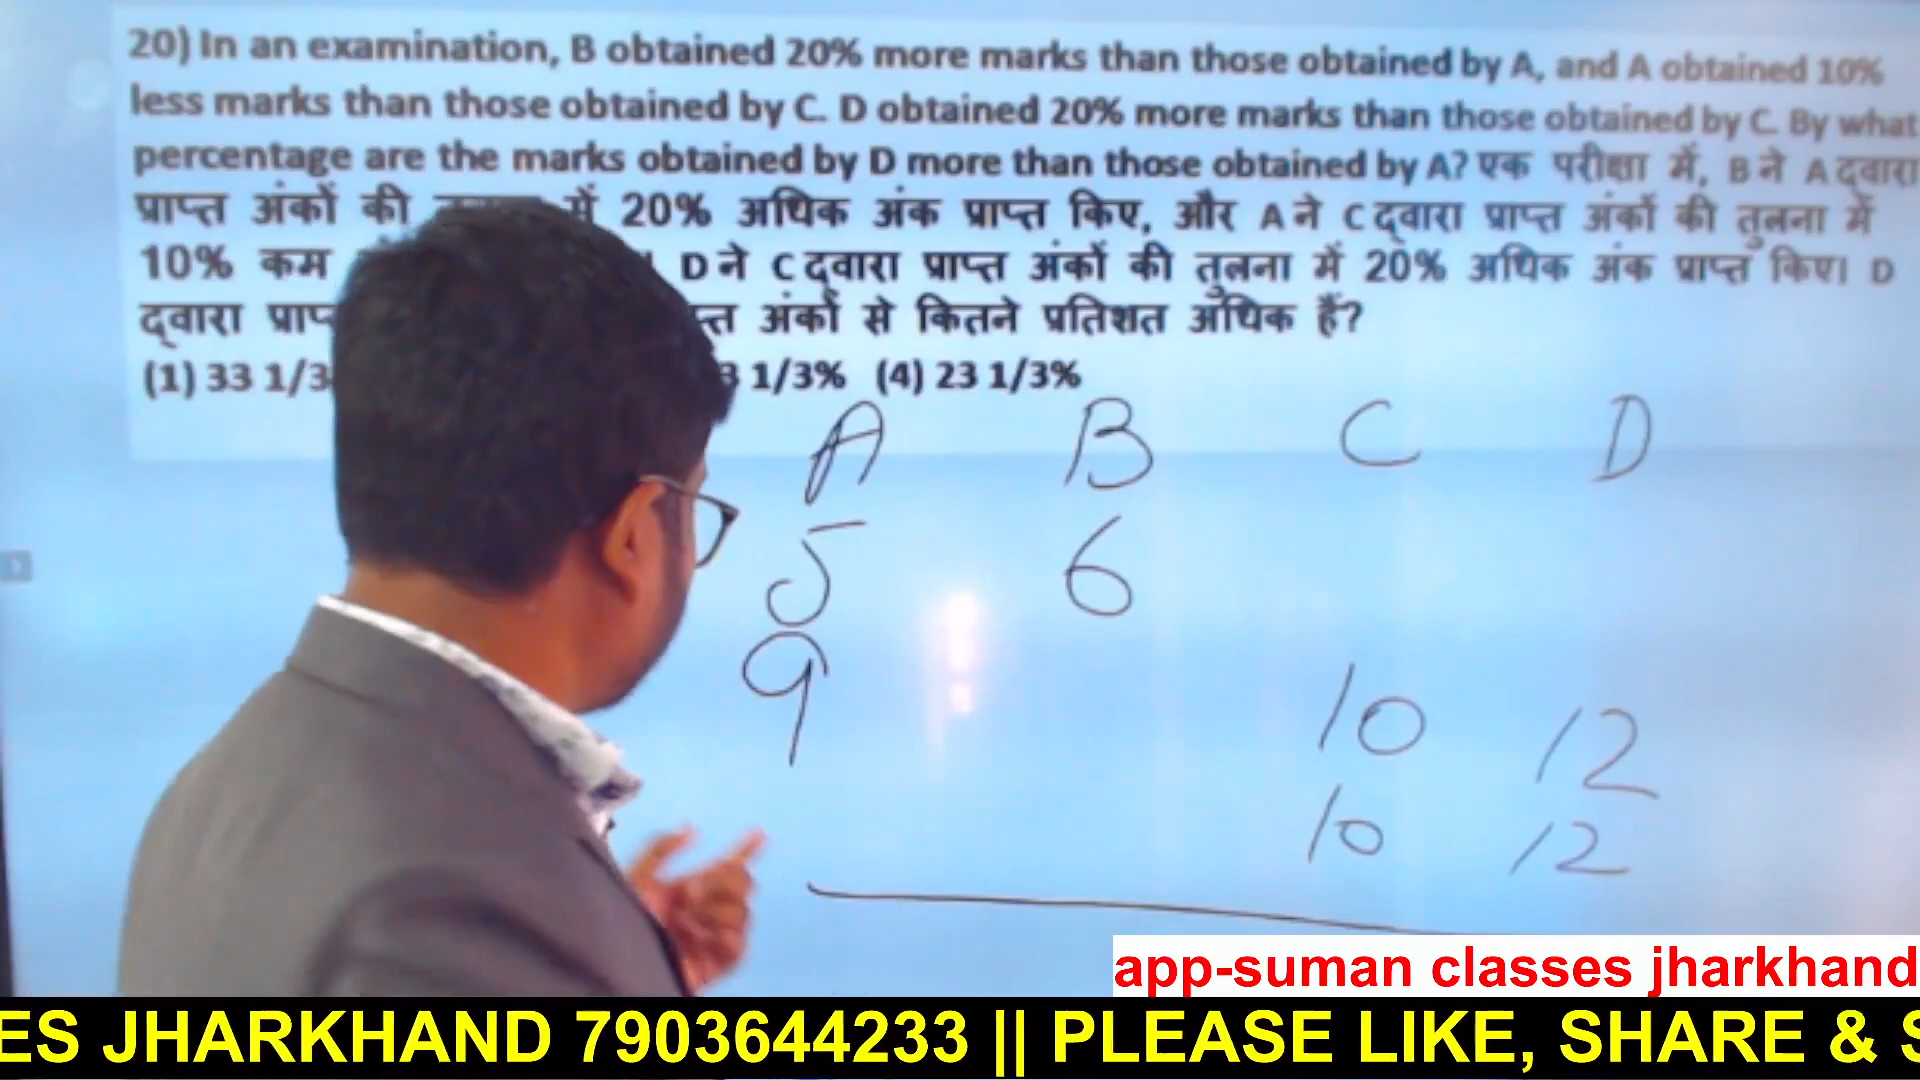 20) In an examination, B obtained 20% more marks than those obtained by A, and A obtained 10%
less marks than those obtained by C. D obtained 20% more marks than those obtained by C. By what
percentage are the marks obtained by D more than those obtained by A? एक परीक्षा में, B ने A द्वारा
प्राप्त अंकों की में 20% अधिक अंक प्राप्त किए, और A ने C द्वारा प्राप्त अंकों की तुलना में
10% कम D ने C द्वारा प्राप्त अंकों की तुलना में 20% अधिक अंक प्राप्त किए। D
द्वारा अंकों से कितने प्रतिशत अधिक हैं?
(1) 33 1/3 1/3% (4) 23 1/3%
A B C D
5 6
9 10 12
10 12
app-suman classes jharkhand
ES JHARKHAND 7903644233 || PLEASE LIKE, SHARE & S